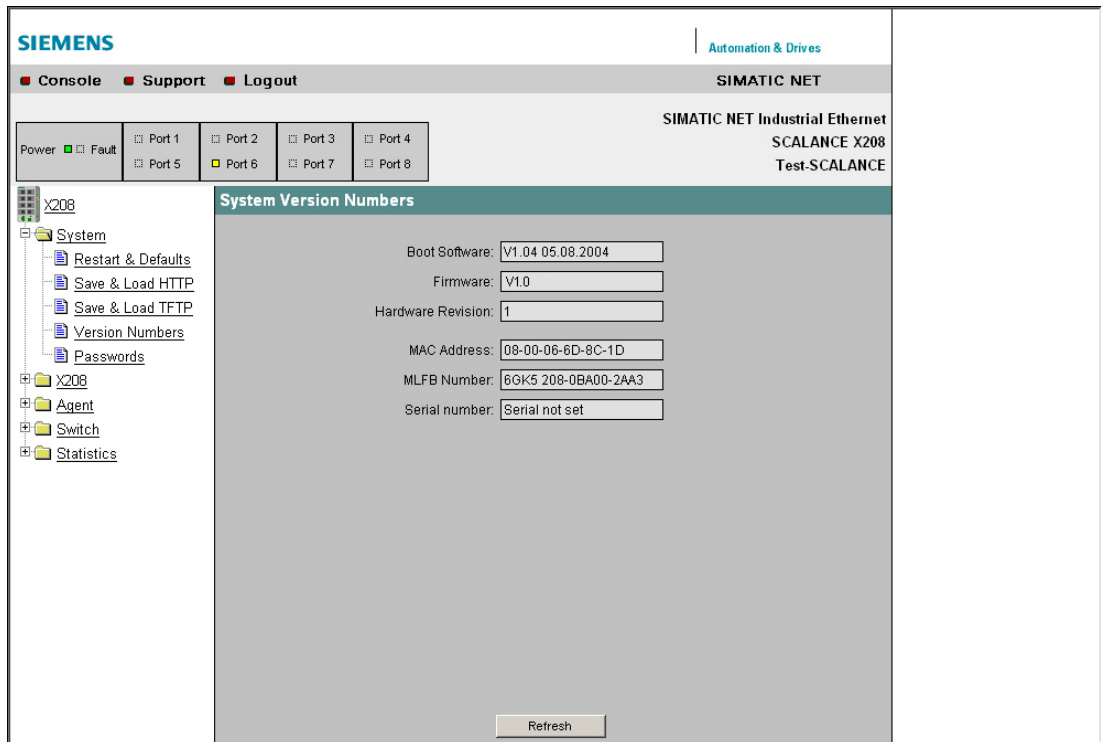 SIEMENS
Automation & Drives
Console Support Logout SIMATIC NET
SIMATIC NET Industrial Ethernet
SCALANCE X208
Test-SCALANCE
Power Fault
Port 1 Port 2 Port 3 Port 4
Port 5 Port 6 Port 7 Port 8
X208
System
Restart & Defaults
Save & Load HTTP
Save & Load TFTP
Version Numbers
Passwords
X208
Agent
Switch
Statistics
System Version Numbers
Boot Software: V1.04 05.08.2004
Firmware: V1.0
Hardware Revision: 1
MAC Address: 08-00-06-6D-8C-1D
MLFB Number: 6GK5 208-0BA00-2AA3
Serial number: Serial not set
Refresh